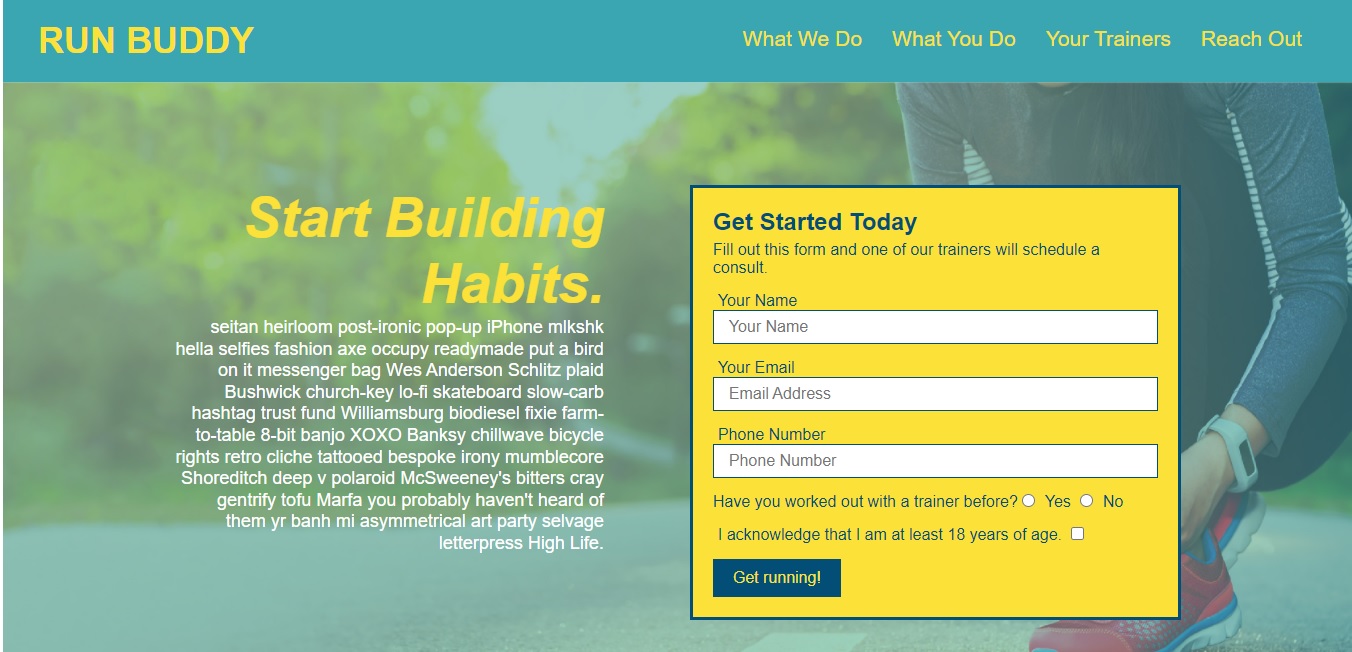 RUN BUDDY
What We Do
What You Do
Your Trainers
Reach Out
Start Building
Habits.
seitan heirloom post-ironic pop-up iPhone mlkshk
hella selfies fashion axe occupy readymade put a bird
on it messenger bag Wes Anderson Schlitz plaid
Bushwick church-key lo-fi skateboard slow-carb
hashtag trust fund Williamsburg biodiesel fixie farm-
to-table 8-bit banjo XOXO Banksy chillwave bicycle
rights retro cliche tattooed bespoke irony mumblecore
Shoreditch deep v polaroid McSweeney's bitters cray
gentrify tofu Marfa you probably haven't heard of
them yr banh mi asymmetrical art party selvage
letterpress High Life.
Get Started Today
Fill out this form and one of our trainers will schedule a
consult.
Your Name
Your Name
Your Email
Email Address
Phone Number
Phone Number
Have you worked out with a trainer before? Yes No
I acknowledge that I am at least 18 years of age.
Get running!